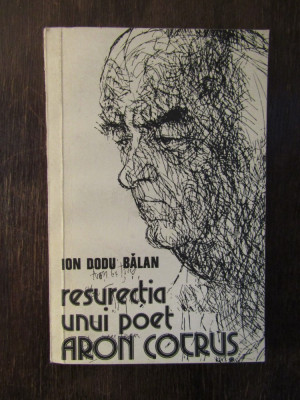 ION DODU BĂLAN
resurecția
unui poet
ARON COTRUȘ